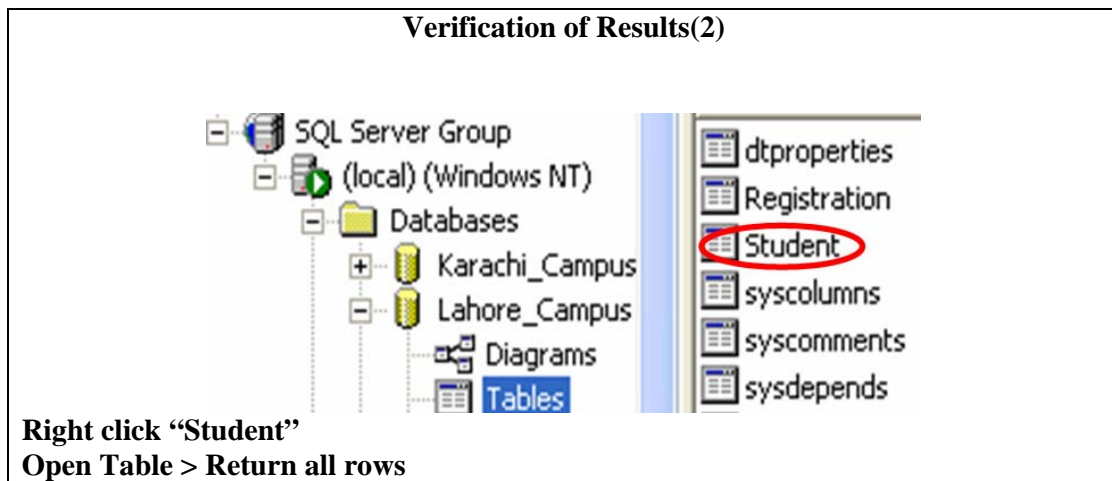 Verification of Results(2)
SQL Server Group
(local) (Windows NT)
Databases
Karachi_Campus
Lahore_Campus
Diagrams
Tables
dtproperties
Registration
Student
syscolumns
syscomments
sysdepends
Right click “Student”
Open Table > Return all rows